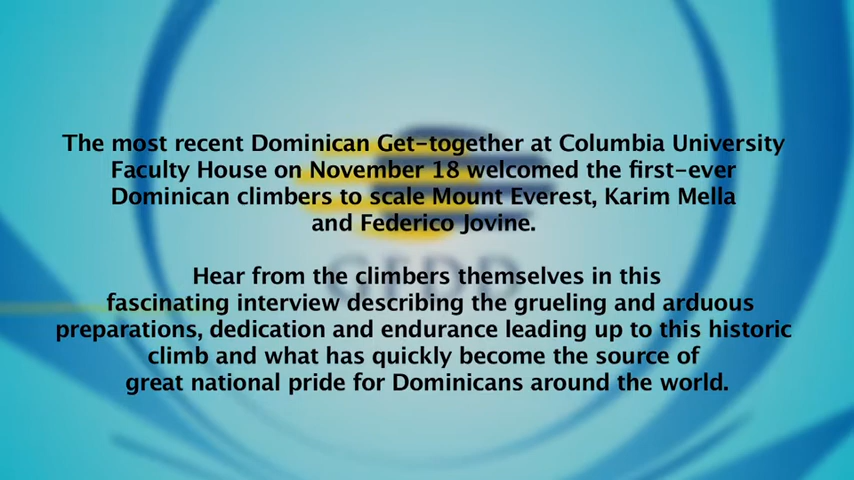 The most recent Dominican Get-together at Columbia University
Faculty House on November 18 welcomed the first-ever
Dominican climbers to scale Mount Everest, Karim Mella
and Federico Jovine.
Hear from the climbers themselves in this
fascinating interview describing the grueling and arduous
preparations, dedication and endurance leading up to this historic
climb and what has quickly become the source of
great national pride for Dominicans around the world.